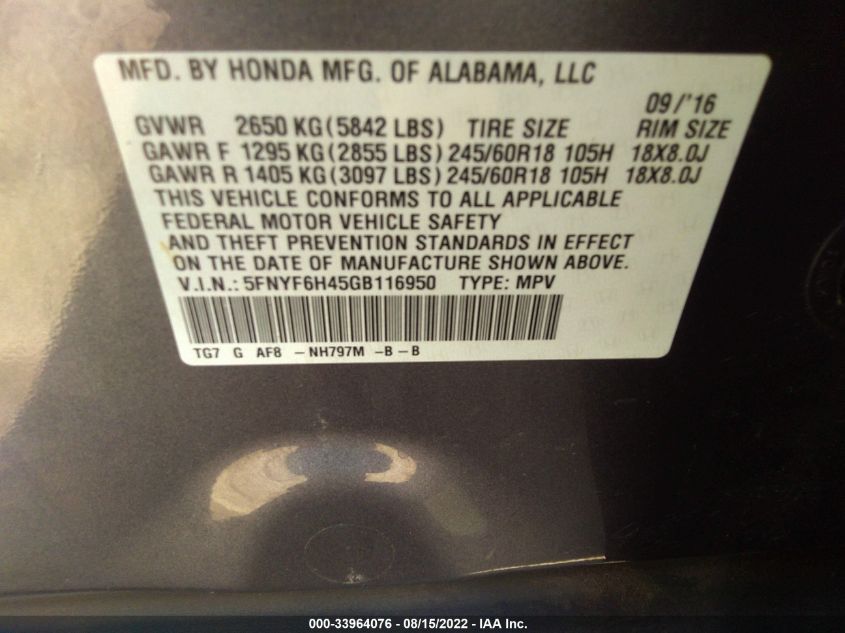 MFD. BY HONDA MFG. OF ALABAMA, LLC
09/'16
GVWR 2650 KG(5842 LBS) TIRE SIZE RIM SIZE
GAWR F 1295 KG(2855 LBS) 245/60R18 105H 18X8.0J
GAWR R 1405 KG(3097 LBS) 245/60R18 105H 18X8.0J
THIS VEHICLE CONFORMS TO ALL APPLICABLE
FEDERAL MOTOR VEHICLE SAFETY
AND THEFT PREVENTION STANDARDS IN EFFECT
ON THE DATE OF MANUFACTURE SHOWN ABOVE.
V.I.N.: 5FNYF6H45GB116950 TYPE: MPV
TG7 G AF8 -NH797M -B-B
000-33964076 - 08/15/2022 - IAA Inc.